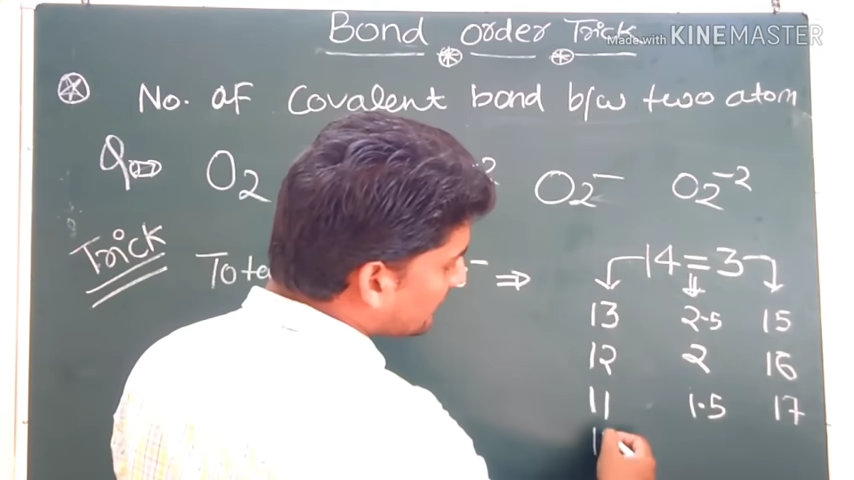 Bond order Trick
Made with KINEMASTER
No. of Covalent bond b/w two atom
Q O2 -2 O2- O2-2
Trick - ⇒ 14=3
13 2.5 15
12 2 16
11 1.5 17